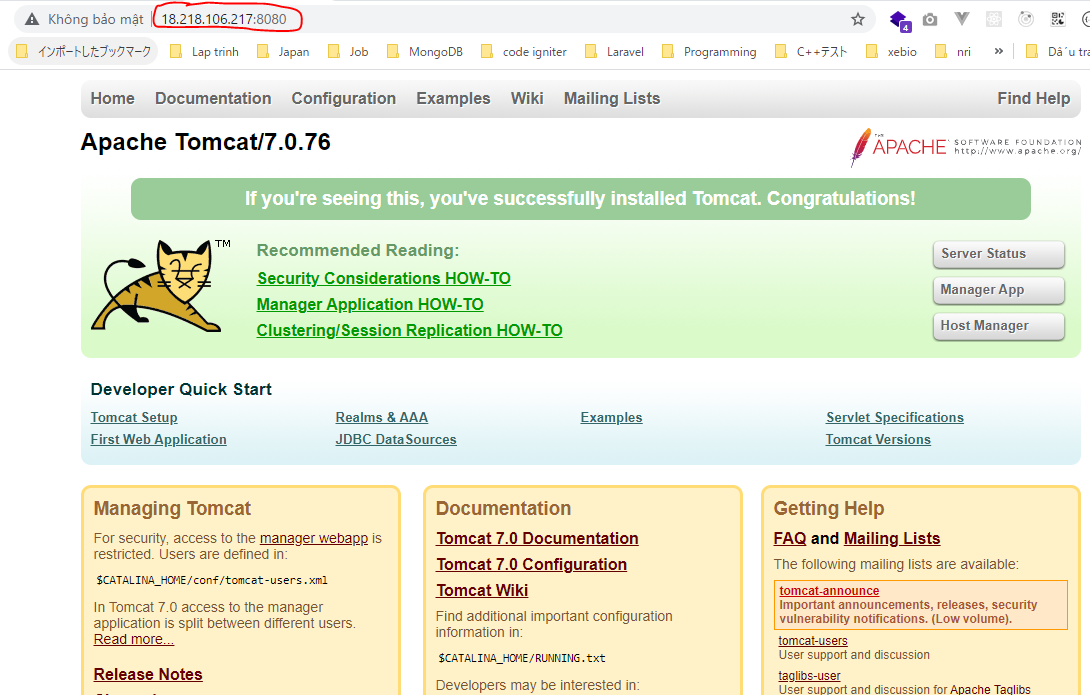 Không bảo mật
18.218.106.217:8080
4
インポートしたブックマーク
Lap trinh
Japan
Job
MongoDB
code igniter
Laravel
Programming
C++テスト
xebio
nri
»
Home
Documentation
Configuration
Examples
Wiki
Mailing Lists
Find Help
Apache Tomcat/7.0.76
THE
APACHE
SOFTWARE FOUNDATION
http://www.apache.org/
If you're seeing this, you've successfully installed Tomcat. Congratulations!
TM
Recommended Reading:
Security Considerations HOW-TO
Manager Application HOW-TO
Clustering/Session Replication HOW-TO
Server Status
Manager App
Host Manager
Developer Quick Start
Tomcat Setup
First Web Application
Realms & AAA
JDBC DataSources
Examples
Servlet Specifications
Tomcat Versions
Managing Tomcat
For security, access to the manager webapp is
restricted. Users are defined in:
$CATALINA_HOME/conf/tomcat-users.xml
In Tomcat 7.0 access to the manager
application is split between different users.
Read more...
Release Notes
Documentation
Tomcat 7.0 Documentation
Tomcat 7.0 Configuration
Tomcat Wiki
Find additional important configuration
information in:
$CATALINA_HOME/RUNNING.txt
Developers may be interested in:
Getting Help
FAQ and Mailing Lists
The following mailing lists are available:
tomcat-announce
Important announcements, releases, security
vulnerability notifications. (Low volume).
tomcat-users
User support and discussion
taglibs-user
User support and discussion for Apache Taglibs